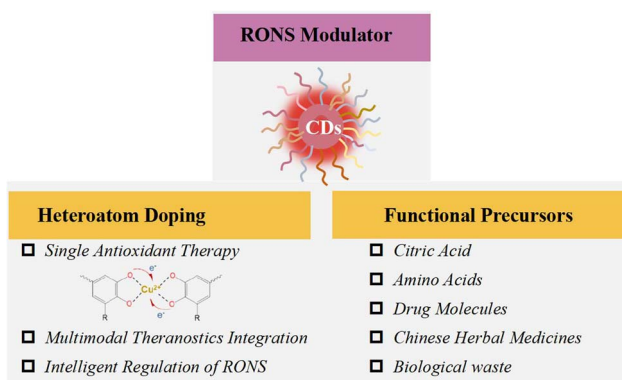 RONS Modulator
CDs
Heteroatom Doping
Single Antioxidant Therapy
e⁻
O
O
Cu²⁺
O
O
R
e⁻
R
Multimodal Theranostics Integration
Intelligent Regulation of RONS
Functional Precursors
Citric Acid
Amino Acids
Drug Molecules
Chinese Herbal Medicines
Biological waste